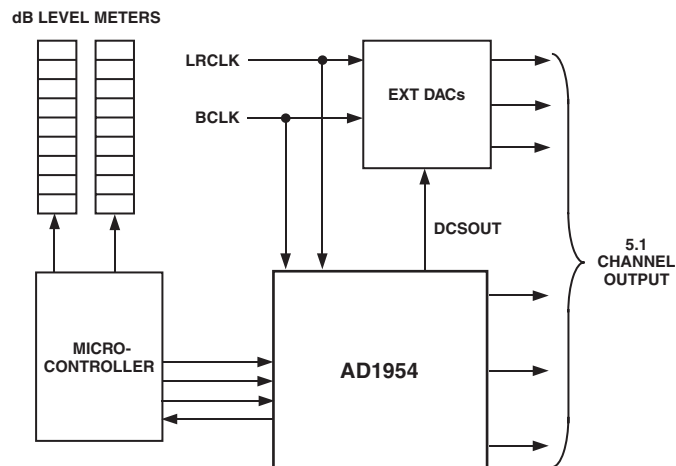 dB LEVEL METERS
LRCLK
BCLK
EXT DACs
DCSOUT
5.1
CHANNEL
OUTPUT
MICRO-
CONTROLLER
AD1954